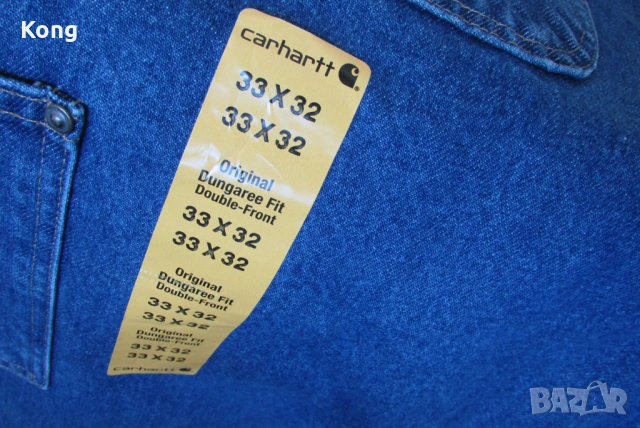 Kong
carhartt
33 X 32
33 X 32
Original
Dungaree Fit
Double-Front
33 X 32
33 X 32
Original
Dungaree Fit
Double-Front
33 X 32
33 X 32
Original
Dungaree Fit
Double-Front
33 X 32
33 X 32
carhartt
BAZAR